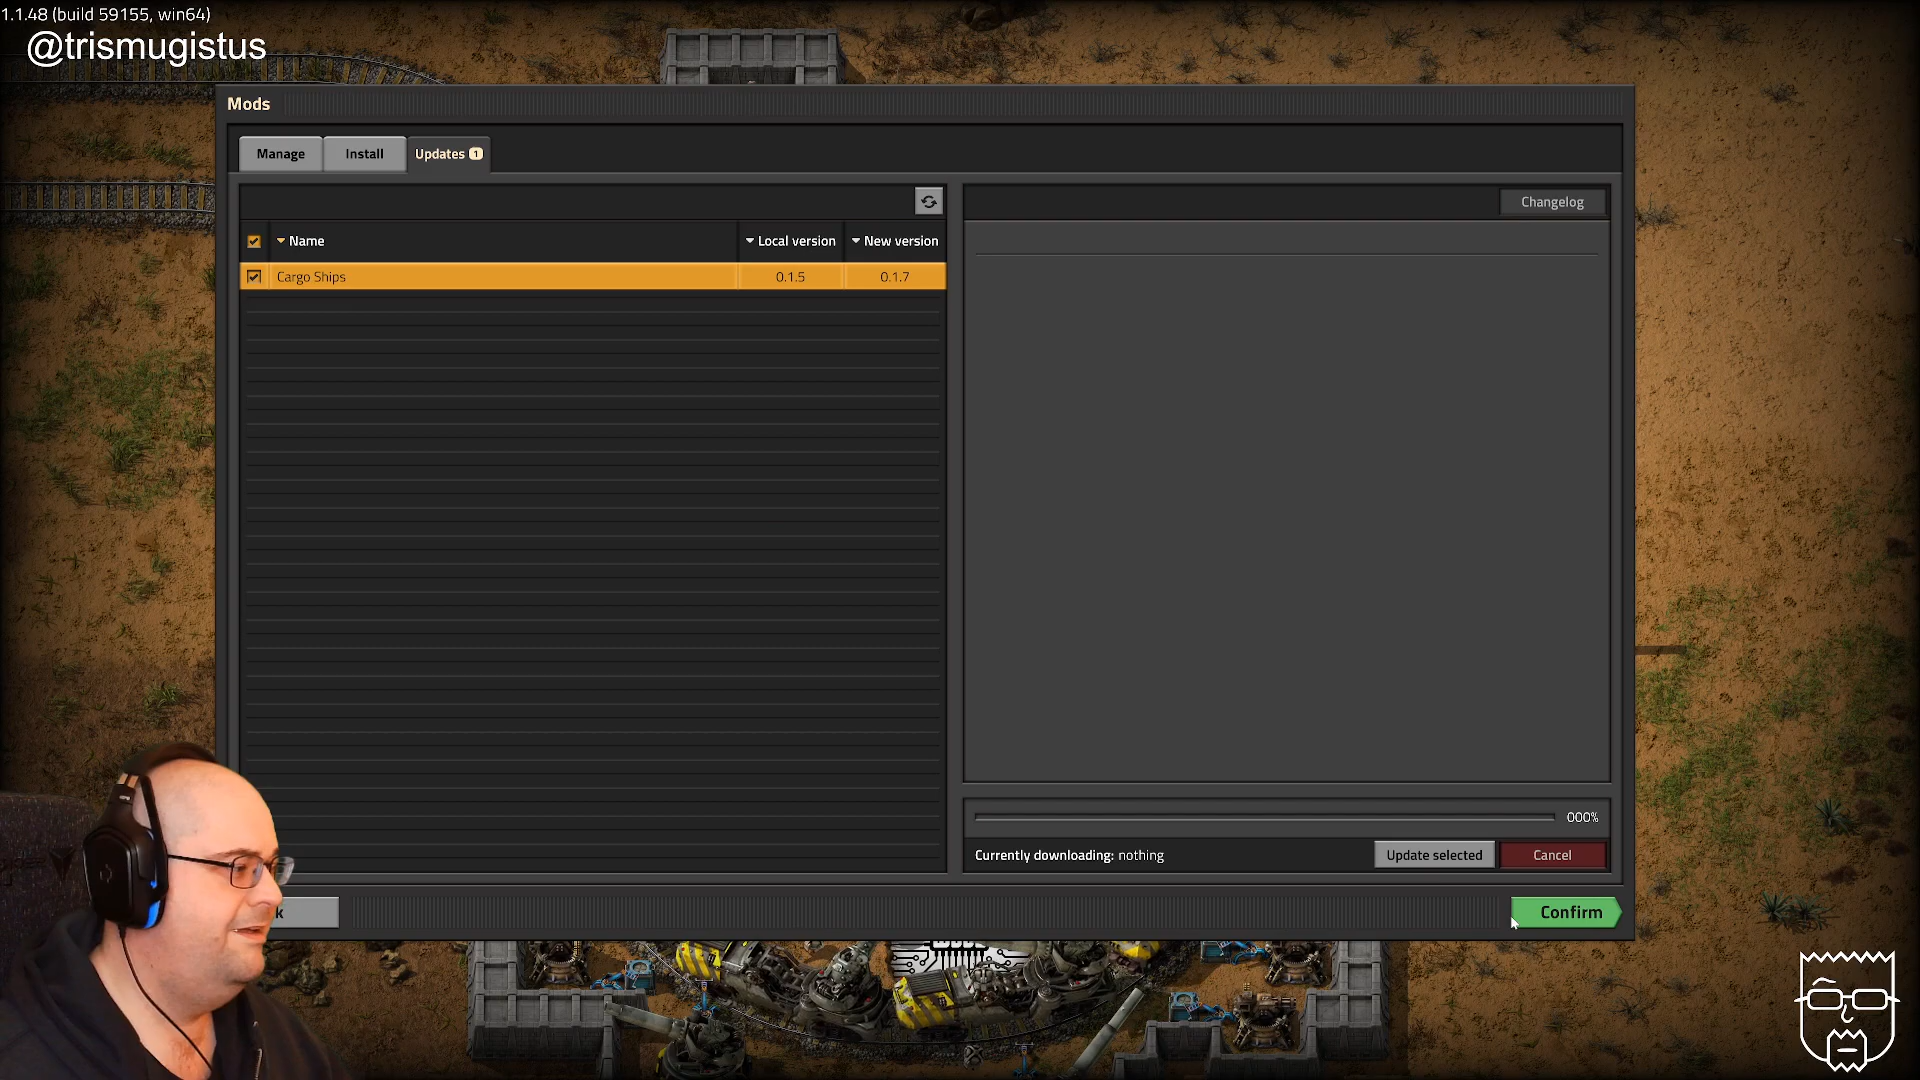 1.1.48 (build 59155, win64)
@trismugistus
Mods
Manage
Install
Updates 1
Changelog
Name
Local version
New version
Cargo Ships
0.1.5
0.1.7
000%
Currently downloading: nothing
Update selected
Cancel
k
Confirm